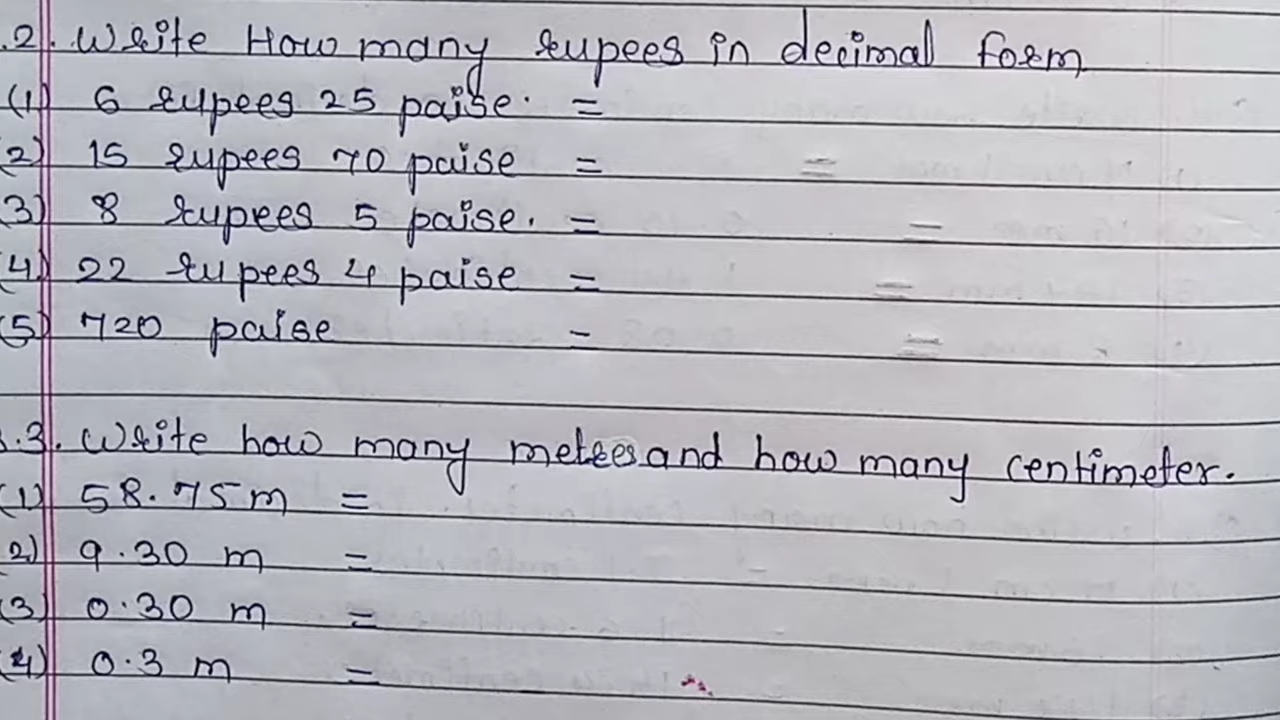 .2. Write How many rupees in decimal form
(1) 6 rupees 25 paise. =
(2) 15 rupees 70 paise =
(3) 8 rupees 5 paise. =
(4) 22 rupees 4 paise =
(5) 720 paise =
.3. Write how many meters and how many centimeter.
(1) 58.75m =
2) 9.30 m =
(3) 0.30 m =
(4) 0.3 m =